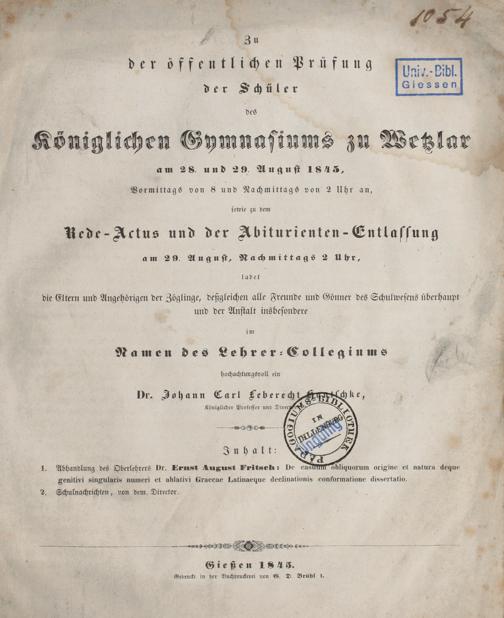 1054
Zu
der öffentlichen Prüfung
der Schüler
des
Univ.-Bibl.
Giessen
Königlichen Gymnasiums zu Wetzlar
am 28. und 29. August 1845,
Vormittags von 8 und Nachmittags von 2 Uhr an,
sowie zu dem
Rede-Actus und der Abiturienten-Entlassung
am 29. August, Nachmittags 2 Uhr,
ladet
die Eltern und Angehörigen der Zöglinge, deßgleichen alle Freunde und Gönner des Schulwesens überhaupt
und der Anstalt insbesondere
im
Namen des Lehrer-Collegiums
hochachtungsvoll ein
Dr. Johann Carl Leberecht
Königlicher Professor und
PÄDAGOGIUMS-BIBLIOTHEK
IN
DILLENBURG
Inhalt:
1. Abhandlung des Oberlehrers Dr. Ernst August Fritsch: De casuum obliquorum origine et natura deque
genitivi singularis numeri et ablativi Graecae Latinaeque declinationis conformatione dissertatio.
2. Schulnachrichten, von dem Director.
Gießen 1845.
Gedruckt in der Buchdruckerei von G. D. Brühl I.